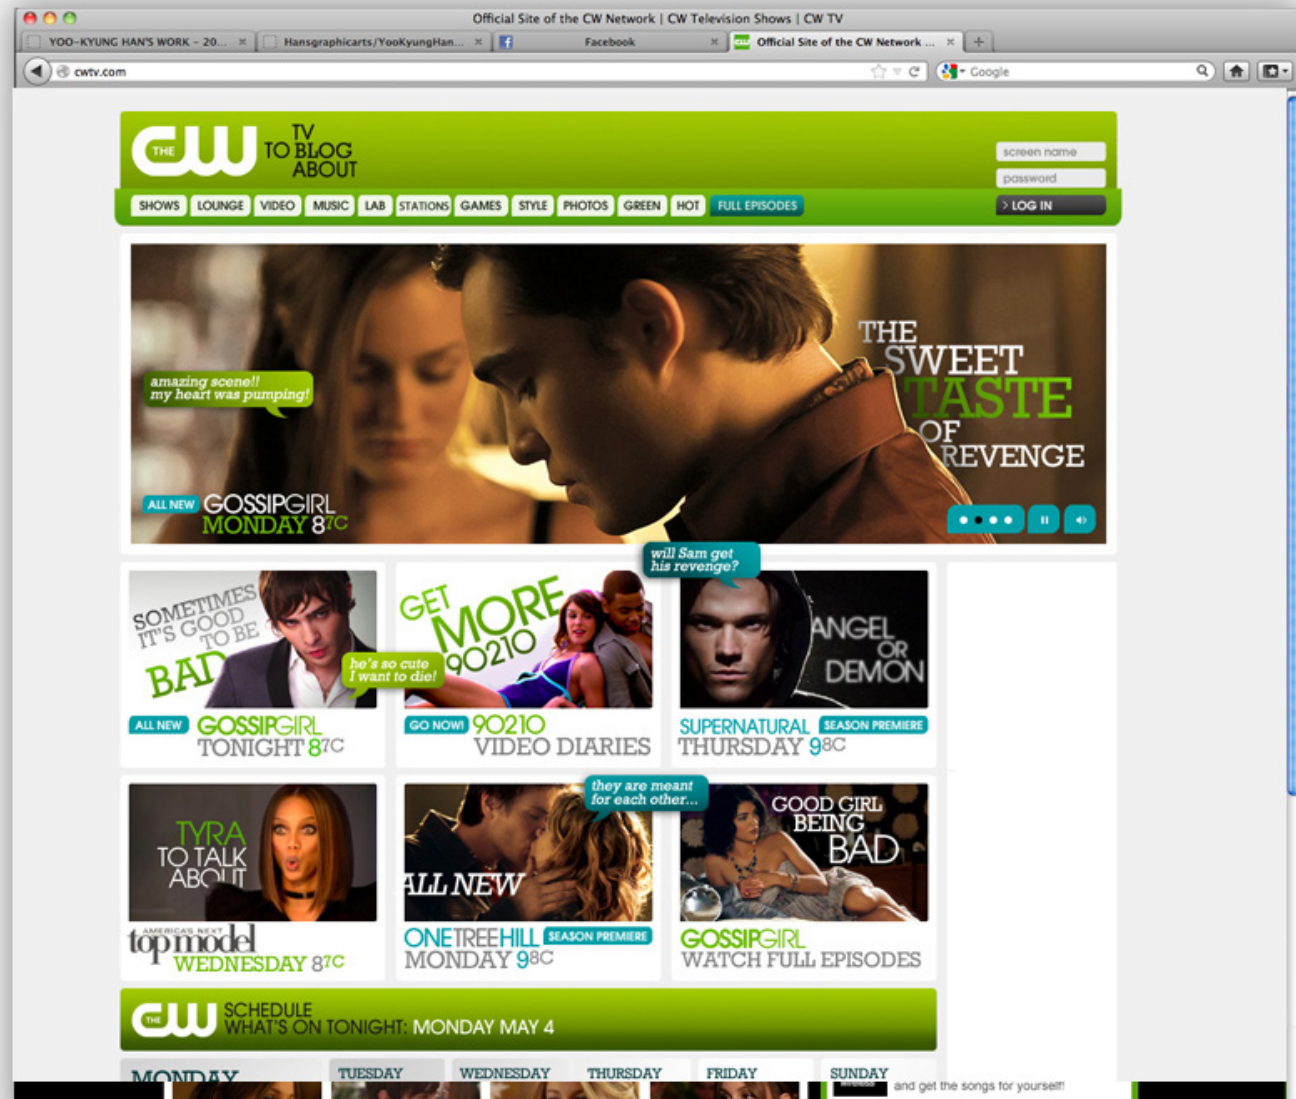 Official Site of the CW Network | CW Television Shows | CW TV
YOO-KYUNG HAN'S WORK - 20...
Hansgraphicarts/YooKyungHan...
Facebook
Official Site of the CW Network ...
cwtv.com
Google
THE CW
TV
TO BLOG
ABOUT
screen name
password
> LOG IN
SHOWS LOUNGE VIDEO MUSIC LAB STATIONS GAMES STYLE PHOTOS GREEN HOT FULL EPISODES
THE
SWEET
TASTE
OF
REVENGE
amazing scene!!
my heart was pumping!
ALL NEW GOSSIPGIRL
MONDAY 87C
will Sam get
his revenge?
SOMETIMES
IT'S GOOD
TO BE
BAD
he's so cute
I want to die!
ALL NEW GOSSIPGIRL
TONIGHT 87C
GET
MORE
90210
GO NOW! 90210
VIDEO DIARIES
ANGEL
OR
DEMON
SUPERNATURAL SEASON PREMIERE
THURSDAY 98C
TYRA
TO TALK
ABOUT
AMERICA'S NEXT
top model
WEDNESDAY 87C
they are meant
for each other...
ALL NEW
ONETREEHILL SEASON PREMIERE
MONDAY 98C
GOOD GIRL
BEING
BAD
GOSSIPGIRL
WATCH FULL EPISODES
THE CW
SCHEDULE
WHAT'S ON TONIGHT: MONDAY MAY 4
MONDAY TUESDAY WEDNESDAY THURSDAY FRIDAY SUNDAY
and get the songs for yourself!